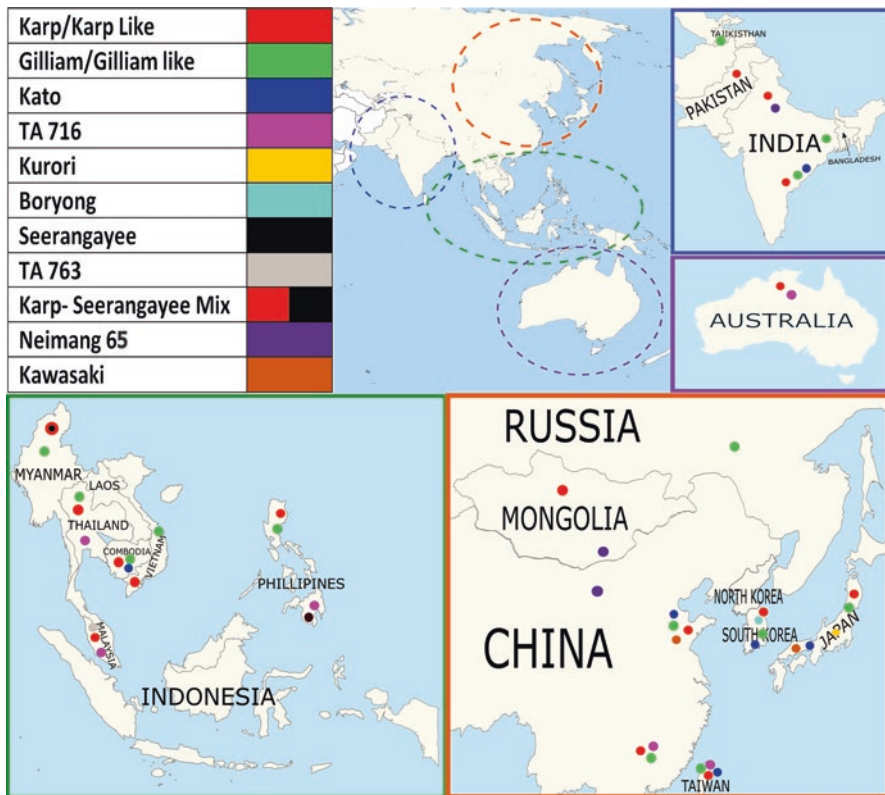 Karp/Karp Like
Gilliam/Gilliam like
Kato
TA 716
Kurori
Boryong
Seerangayee
TA 763
Karp- Seerangayee Mix
Neimang 65
Kawasaki
TAJIKISTHAN
PAKISTAN
INDIA
BANGLADESH
AUSTRALIA
MYANMAR
LAOS
THAILAND
COMBODIA
VIETNAM
PHILLIPINES
MALAYSIA
INDONESIA
RUSSIA
MONGOLIA
NORTH KOREA
SOUTH KOREA
JAPAN
CHINA
TAIWAN